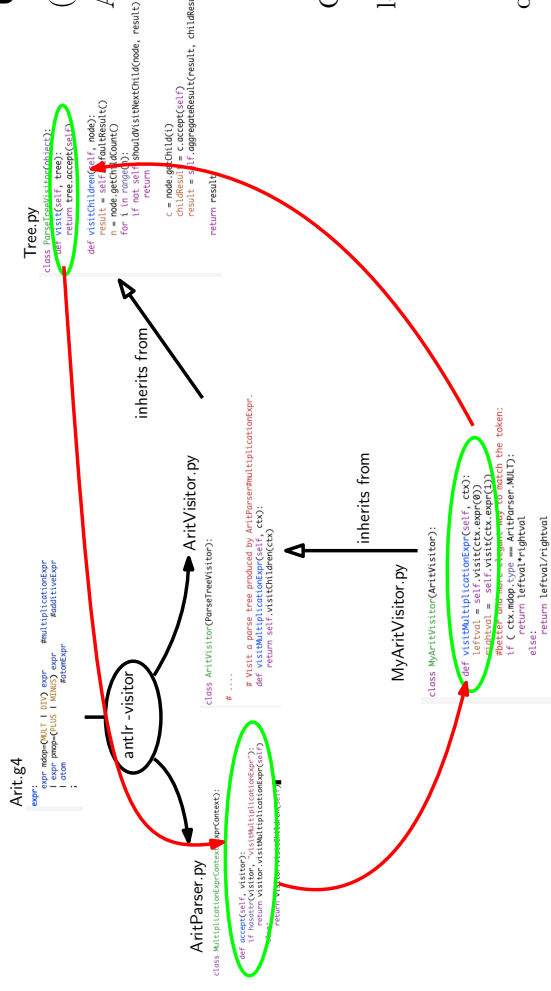 Arit.g4
expr:
expr mdop=(MULT | DIV) expr #multiplicationExpr
| expr pmop=(PLUS | MINUS) expr #additiveExpr
| atom #atomExpr
;
antlr -visitor
Tree.py
class ParseTreeVisitor(object):
def visit(self, tree):
return tree.accept(self)
def visitChildren(self, node):
result = self.defaultResult()
n = node.getChildCount()
for i in range(n):
if not self.shouldVisitNextChild(node, result)
return
c = node.getChild(i)
childResult = c.accept(self)
result = self.aggregateResult(result, childResu
return result
inherits from
AritParser.py
class MultiplicationExprContext(ExprContext):
def accept(self, visitor):
if hasattr(visitor, "visitMultiplicationExpr"):
return visitor.visitMultiplicationExpr(self)
else:
return visitor.visitChildren(self)
AritVisitor.py
class AritVisitor(ParseTreeVisitor):
# ....
# Visit a parse tree produced by AritParser#multiplicationExpr.
def visitMultiplicationExpr(self, ctx):
return self.visitChildren(ctx)
inherits from
MyAritVisitor.py
class MyAritVisitor(AritVisitor):
def visitMultiplicationExpr(self, ctx):
leftval = self.visit(ctx.expr(0))
rightval = self.visit(ctx.expr(1))
#better and more elegant way to match the token:
if ( ctx.mdop.type == AritParser.MULT):
return leftval*rightval
else:
return leftval/rightval